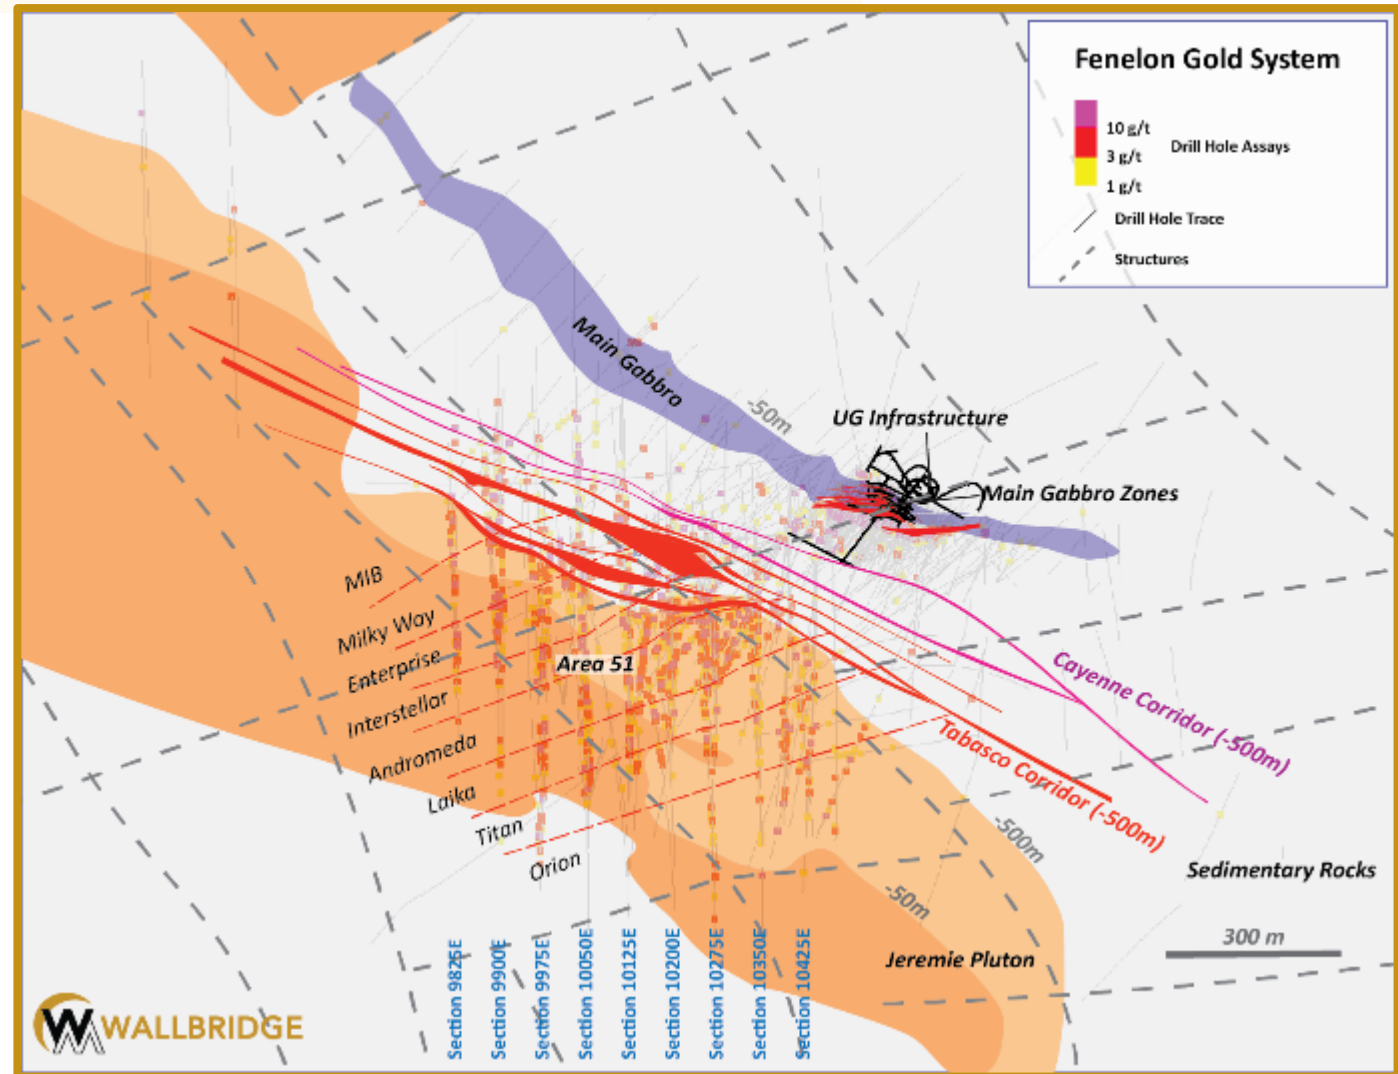 Fenelon Gold System
10 g/t
3 g/t
1 g/t
Drill Hole Assays
Drill Hole Trace
Structures
Main Gabbro
-50m
UG Infrastructure
Main Gabbro Zones
MIB
Milky Way
Enterprise
Interstellar
Andromeda
Laika
Titan
Orion
Area 51
Cayenne Corridor (-500m)
Tabasco Corridor (-500m)
-500m
-50m
Sedimentary Rocks
Jeremie Pluton
300 m
Section 9825E
Section 9900E
Section 9975E
Section 10050E
Section 10125E
Section 10200E
Section 10275E
Section 10350E
Section 10425E
WALLBRIDGE